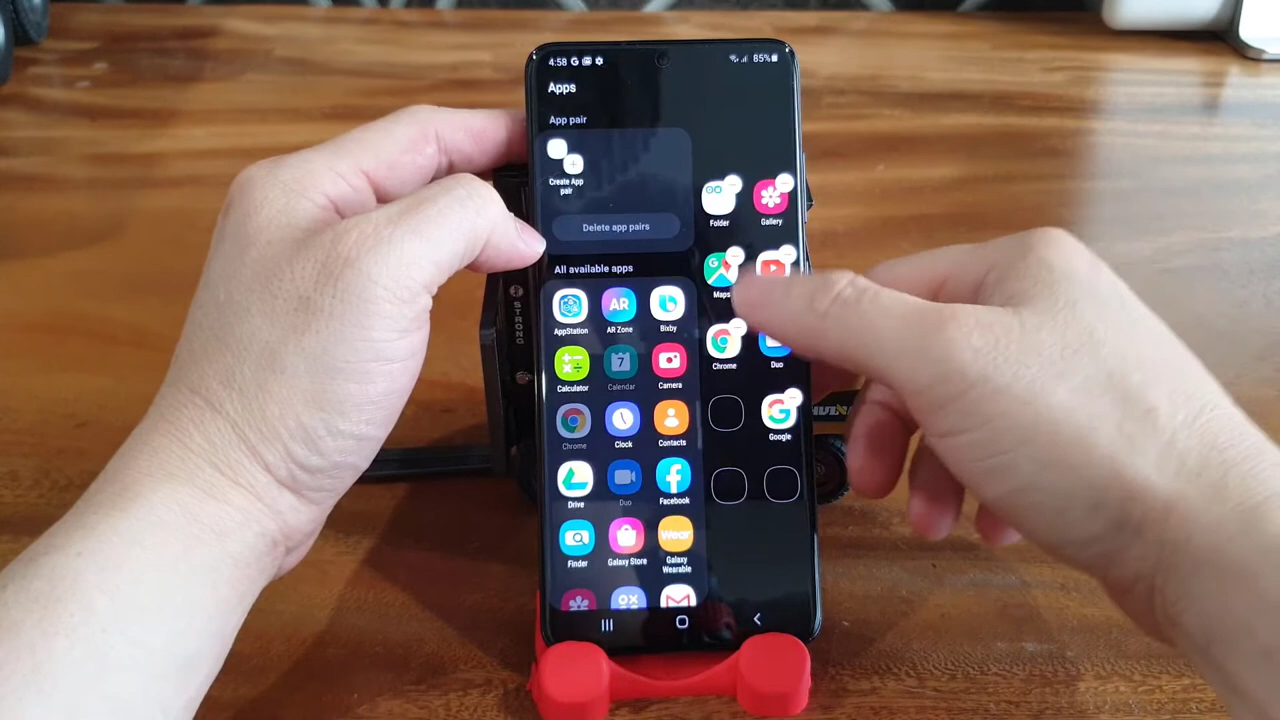 4:58
85%
Apps
App pair
Create App
pair
Delete app pairs
Folder
Gallery
All available apps
Maps
AppStation
AR Zone
AR
Bixby
Chrome
Duo
Calculator
7
Calendar
Camera
Chrome
Clock
Contacts
Google
Drive
Duo
Facebook
Finder
Galaxy Store
Wear
Galaxy
Wearable
STRONG